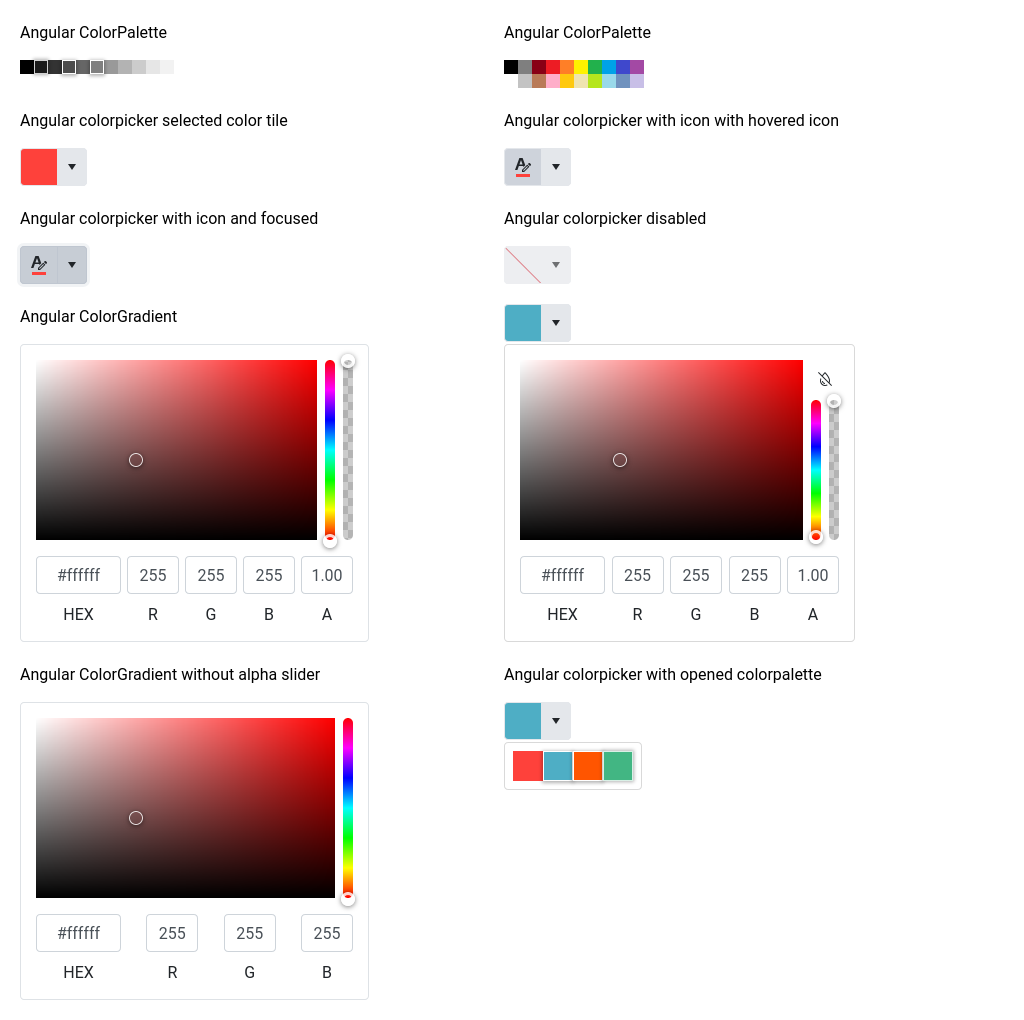 Angular ColorPalette
Angular ColorPalette
Angular colorpicker selected color tile
Angular colorpicker with icon with hovered icon
Angular colorpicker with icon and focused
Angular colorpicker disabled
Angular ColorGradient
#ffffff 255 255 255 1.00
HEX R G B A
#ffffff 255 255 255 1.00
HEX R G B A
Angular ColorGradient without alpha slider
Angular colorpicker with opened colorpalette
#ffffff 255 255 255
HEX R G B